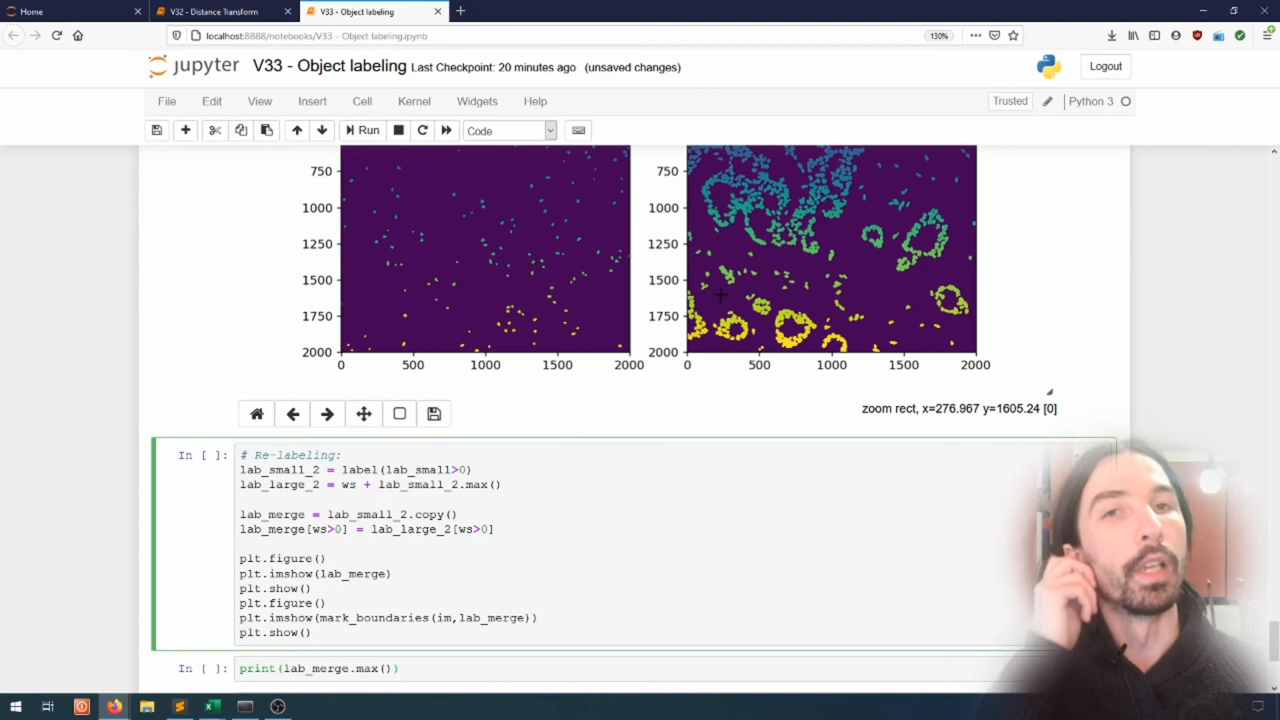 Home
V32 - Distance Transform
V33 - Object labeling
localhost:8888/notebooks/V33 - Object labeling.ipynb
130%
jupyter V33 - Object labeling Last Checkpoint: 20 minutes ago (unsaved changes)
Logout
File Edit View Insert Cell Kernel Widgets Help
Trusted
Python 3
Run
Code
750 750
1000 1000
1250 1250
1500 1500
1750 1750
2000 2000
0 500 1000 1500 2000 0 500 1000 1500 2000
zoom rect, x=276.967 y=1605.24 [0]
In [ ]: # Re-labeling:
lab_small_2 = label(lab_small>0)
lab_large_2 = ws + lab_small_2.max()
lab_merge = lab_small_2.copy()
lab_merge[ws>0] = lab_large_2[ws>0]
plt.figure()
plt.imshow(lab_merge)
plt.show()
plt.figure()
plt.imshow(mark_boundaries(im,lab_merge))
plt.show()
In [ ]: print(lab_merge.max())